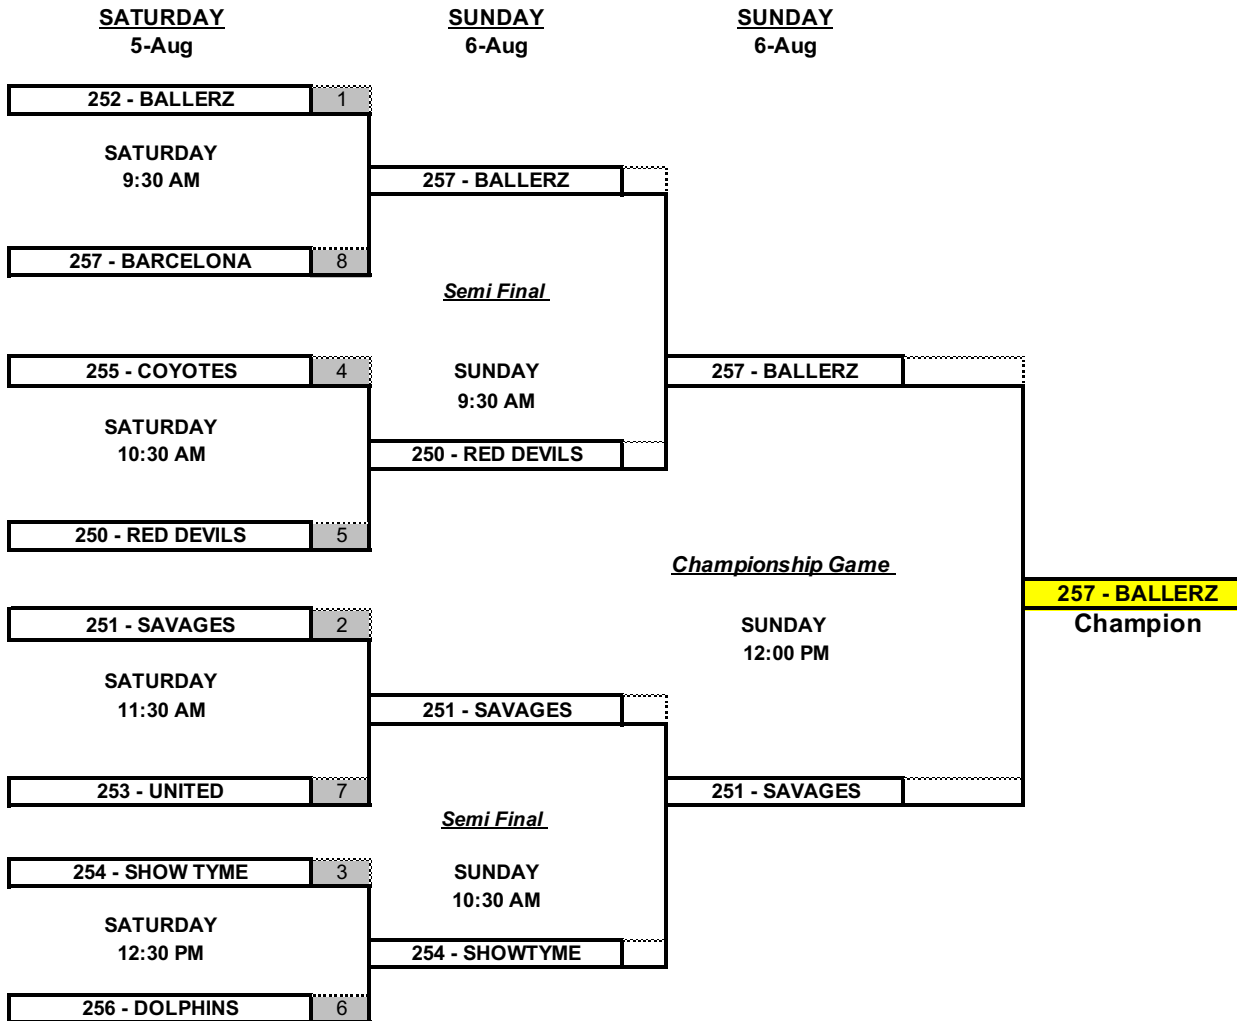 SATURDAY SUNDAY SUNDAY
5-Aug 6-Aug 6-Aug
252 - BALLERZ 1
SATURDAY
9:30 AM
257 - BALLERZ
257 - BARCELONA 8
Semi Final
255 - COYOTES 4
SUNDAY
9:30 AM
257 - BALLERZ
SATURDAY
10:30 AM
250 - RED DEVILS
250 - RED DEVILS 5
Championship Game
257 - BALLERZ
Champion
251 - SAVAGES 2
SUNDAY
12:00 PM
SATURDAY
11:30 AM
251 - SAVAGES
253 - UNITED 7
251 - SAVAGES
Semi Final
254 - SHOW TYME 3
SUNDAY
10:30 AM
SATURDAY
12:30 PM
254 - SHOWTYME
256 - DOLPHINS 6